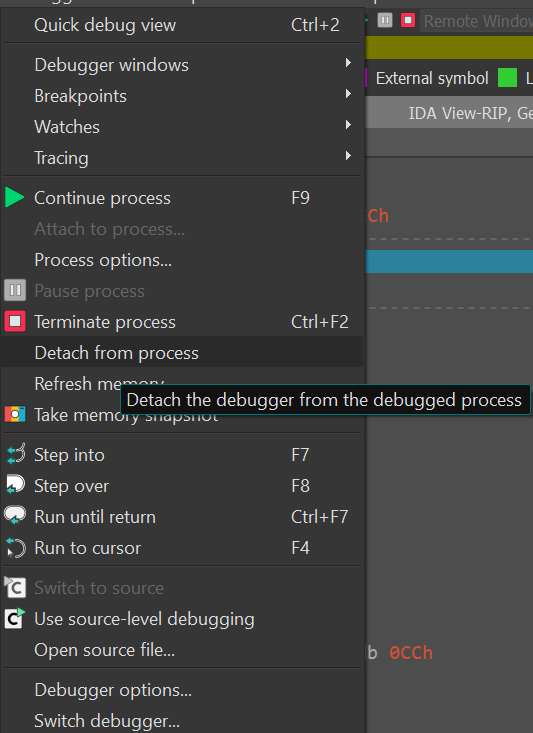 Quick debug view Ctrl+2
Remote Window
Debugger windows
External symbol
Breakpoints
IDA View-RIP, Ge
Watches
Tracing
Continue process F9
Ch
Attach to process...
Process options...
Pause process
Terminate process Ctrl+F2
Detach from process
Refresh memory
Detach the debugger from the debugged process
Take memory snapshot
Step into F7
Step over F8
Run until return Ctrl+F7
Run to cursor F4
Switch to source
Use source-level debugging
Open source file...
b 0CCh
Debugger options...
Switch debugger...